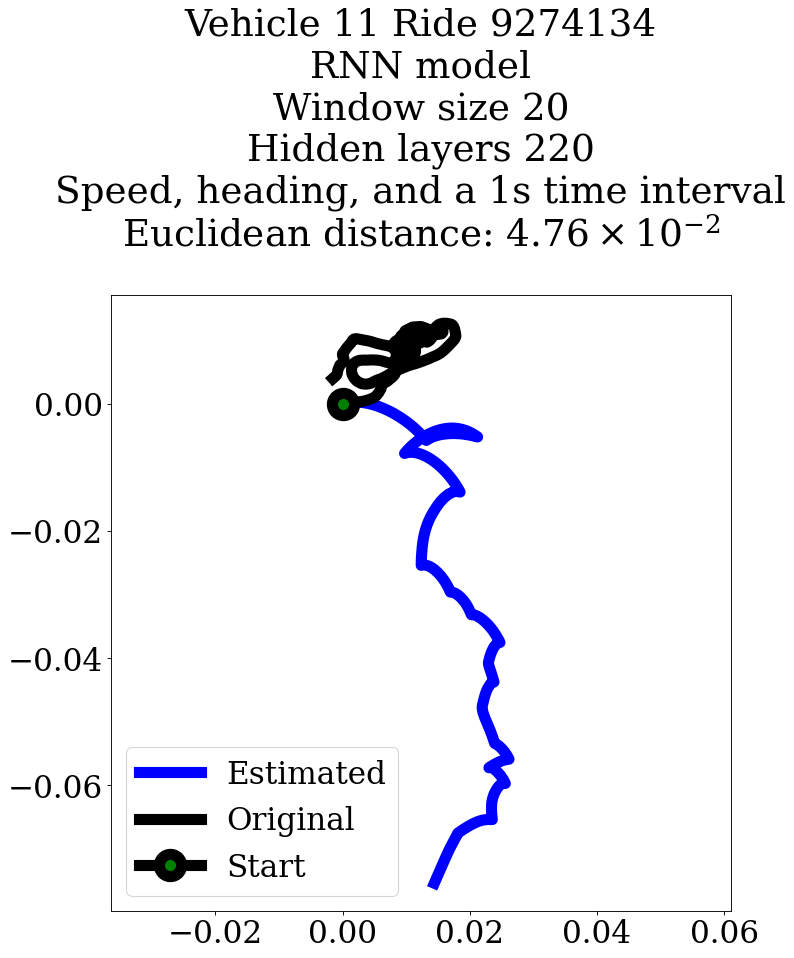 Vehicle 11 Ride 9274134
RNN model
Window size 20
Hidden layers 220
Speed, heading, and a 1s time interval
Euclidean distance: 4.76 × 10⁻²
0.00
−0.02
−0.04
−0.06
Estimated
Original
Start
−0.02 0.00 0.02 0.04 0.06